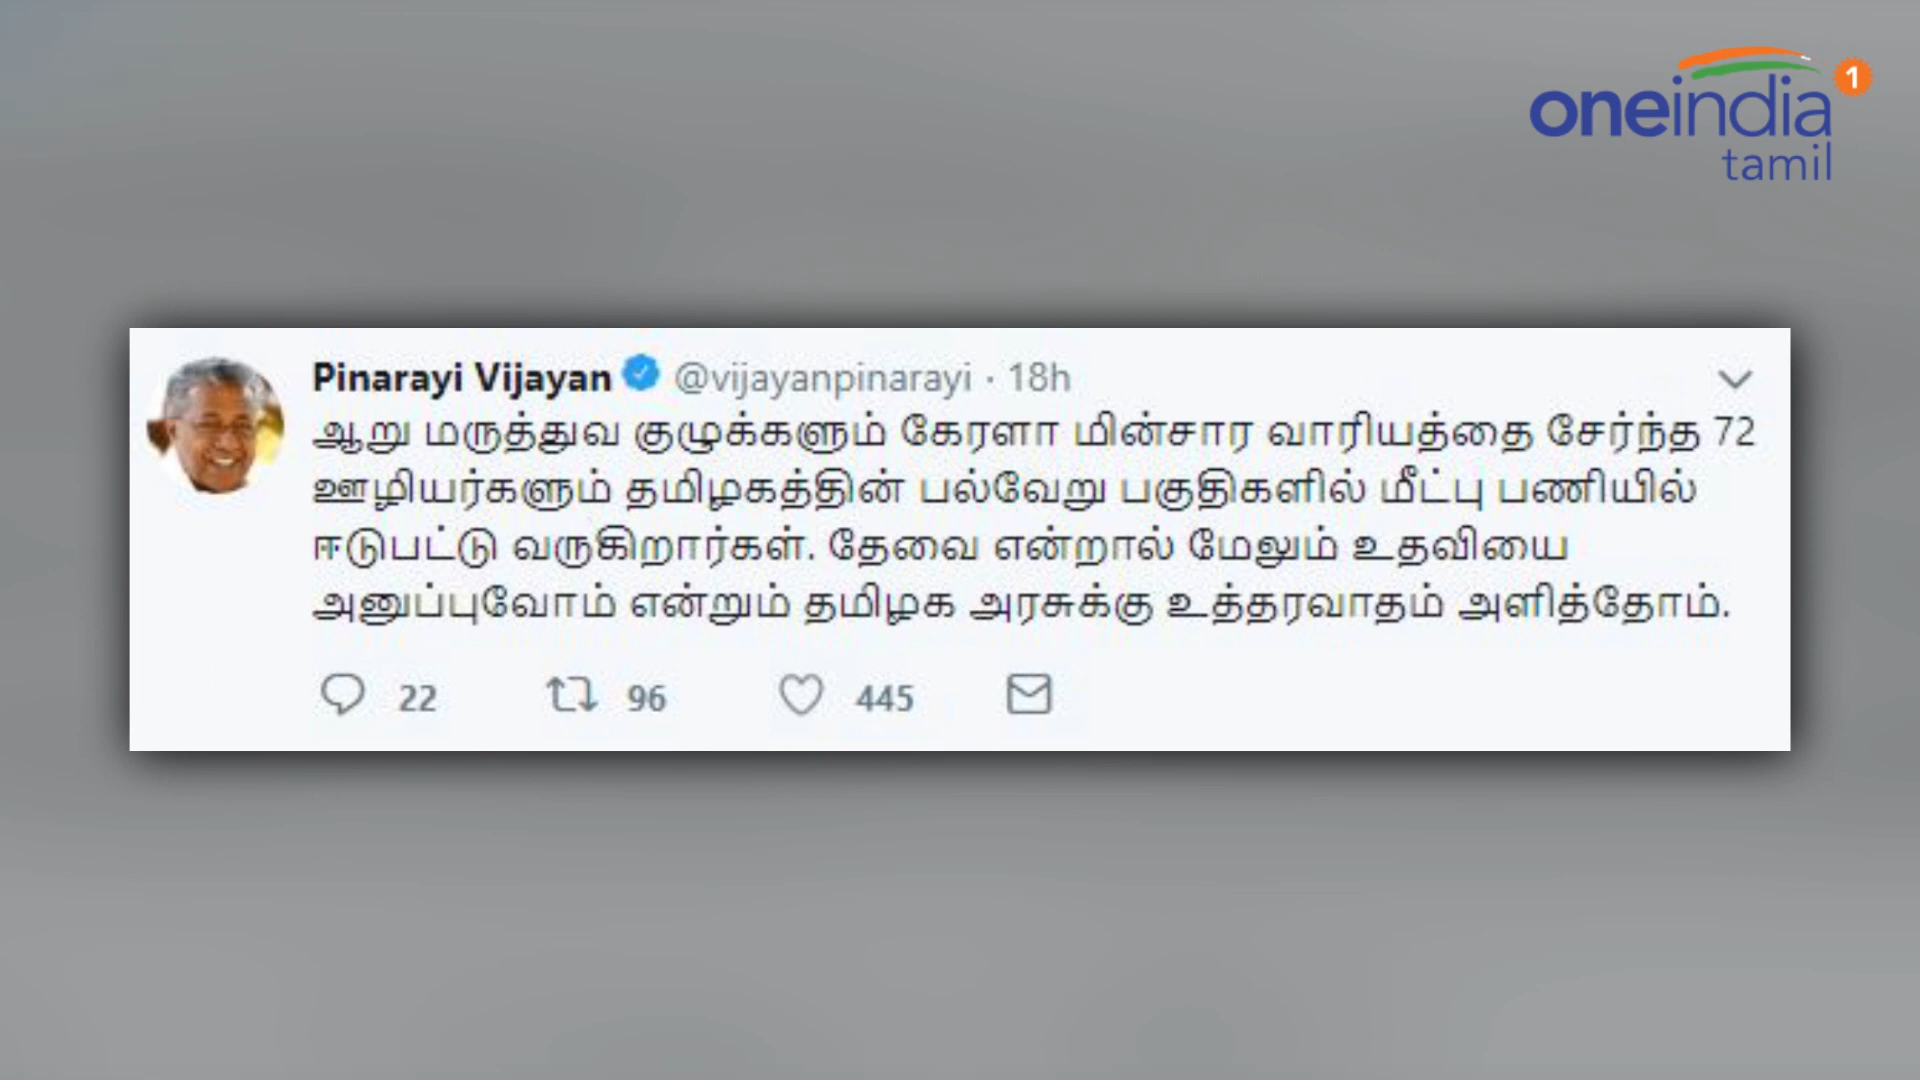 oneindia
1
tamil
Pinarayi Vijayan @vijayanpinarayi · 18h
ஆறு மருத்துவ குழுக்களும் கேரளா மின்சார வாரியத்தை சேர்ந்த 72
ஊழியர்களும் தமிழகத்தின் பல்வேறு பகுதிகளில் மீட்பு பணியில்
ஈடுபட்டு வருகிறார்கள். தேவை என்றால் மேலும் உதவியை
அனுப்புவோம் என்றும் தமிழக அரசுக்கு உத்தரவாதம் அளித்தோம்.
22 96 445